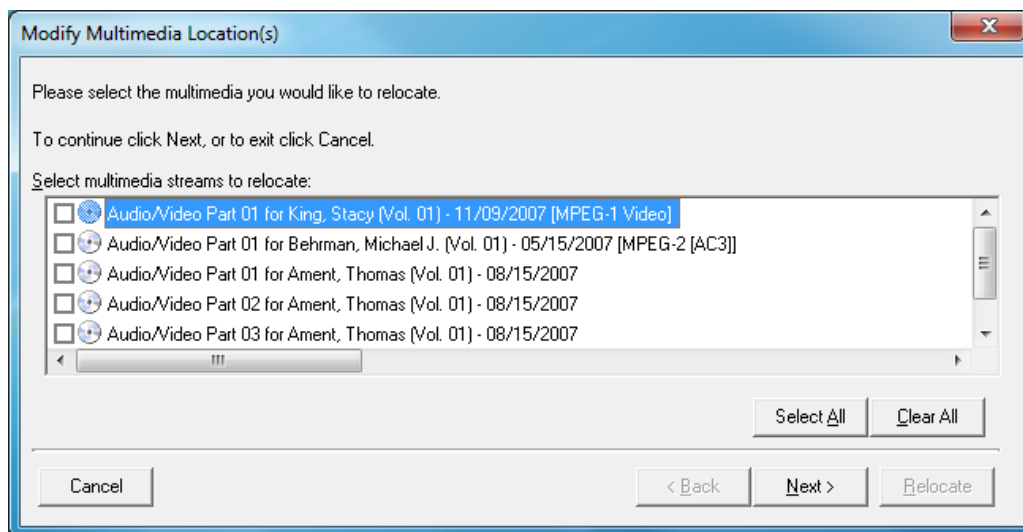 Modify Multimedia Location(s)
Please select the multimedia you would like to relocate.
To continue click Next, or to exit click Cancel.
Select multimedia streams to relocate:
Audio/Video Part 01 for King, Stacy (Vol. 01) - 11/09/2007 [MPEG-1 Video]
Audio/Video Part 01 for Behrman, Michael J. (Vol. 01) - 05/15/2007 [MPEG-2 [AC3]]
Audio/Video Part 01 for Ament, Thomas (Vol. 01) - 08/15/2007
Audio/Video Part 02 for Ament, Thomas (Vol. 01) - 08/15/2007
Audio/Video Part 03 for Ament, Thomas (Vol. 01) - 08/15/2007
Select All Clear All
Cancel < Back Next > Relocate